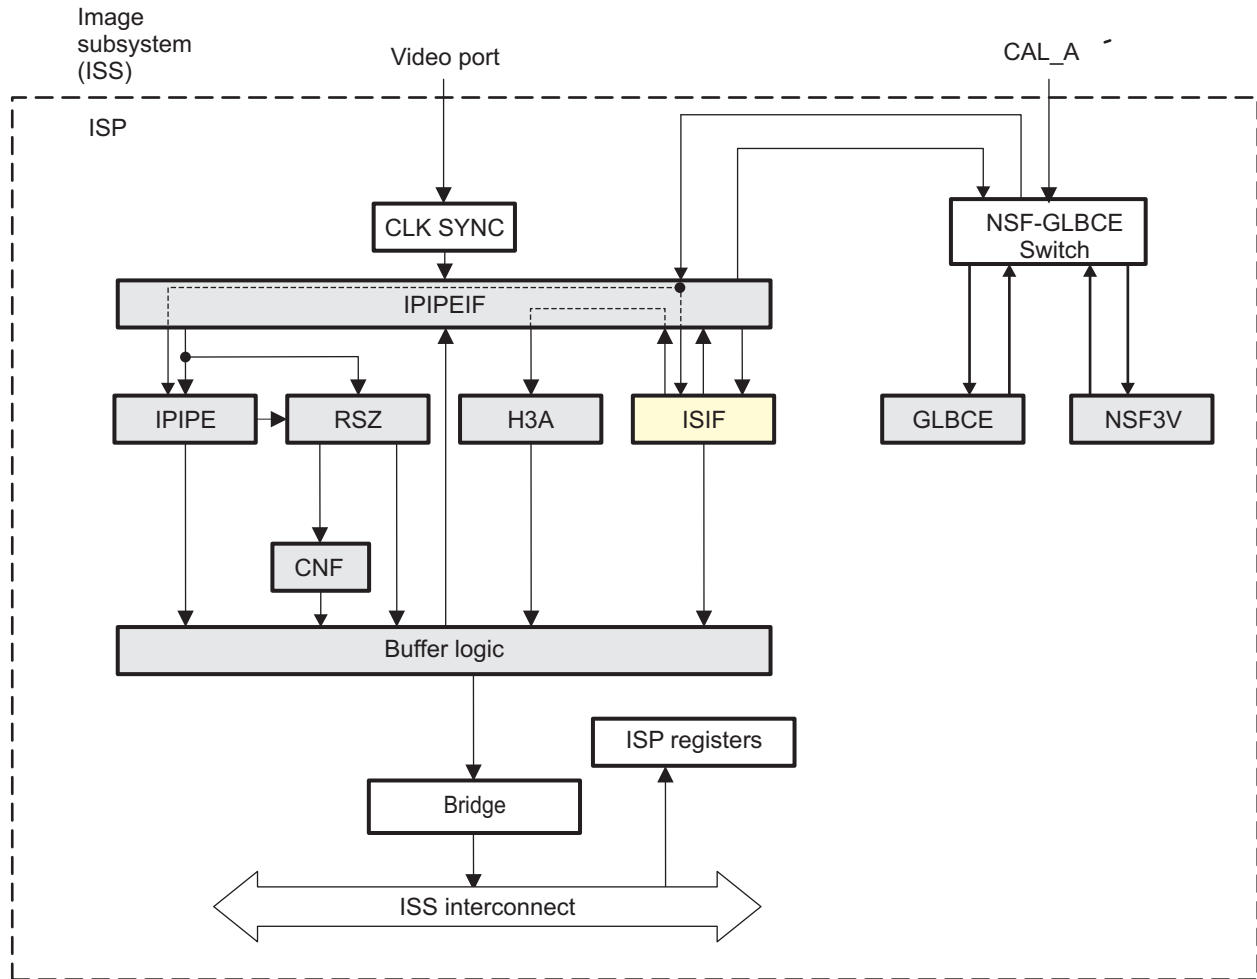 Image
subsystem
(ISS)
Video port
CAL_A
ISP
CLK SYNC
NSF-GLBCE
Switch
IPIPEIF
IPIPE
RSZ
H3A
ISIF
GLBCE
NSF3V
CNF
Buffer logic
ISP registers
Bridge
ISS interconnect